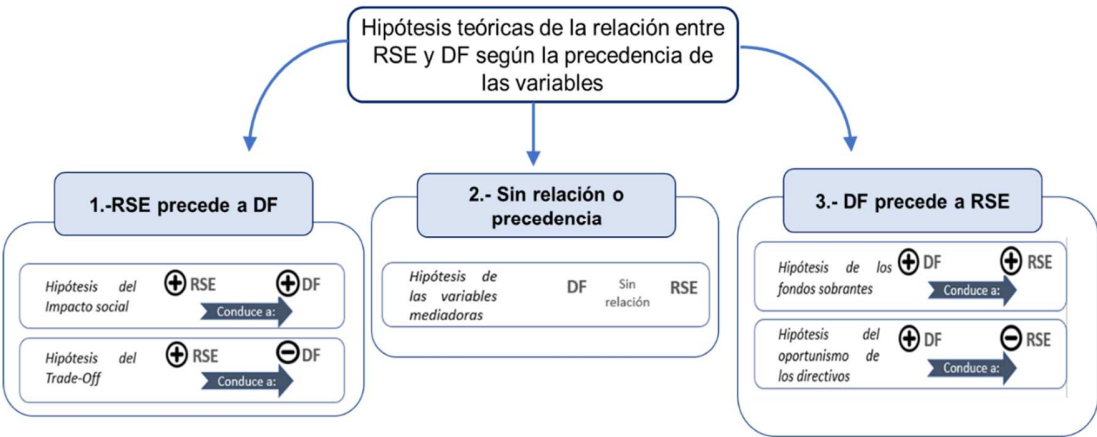 Hipótesis teóricas de la relación entre
RSE y DF según la precedencia de
las variables
1.-RSE precede a DF
Hipótesis del
Impacto social
⊕ RSE ⊕ DF
Conduce a:
Hipótesis del
Trade-Off
⊕ RSE ⊖ DF
Conduce a:
2.- Sin relación o
precedencia
Hipótesis de
las variables
mediadoras
DF Sin
relación RSE
3.- DF precede a RSE
Hipótesis de los
fondos sobrantes
⊕ DF ⊕ RSE
Conduce a:
Hipótesis del
oportunismo de
los directivos
⊕ DF ⊖ RSE
Conduce a: